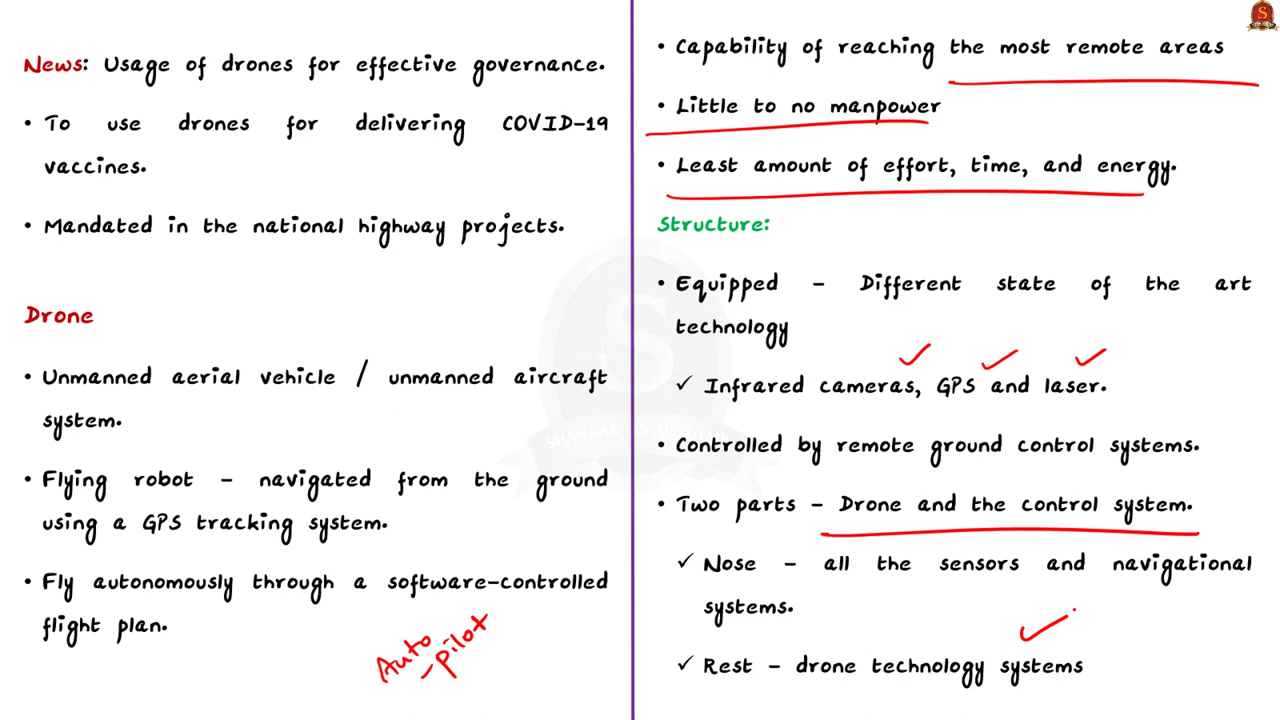 News: Usage of drones for effective governance.
• To use drones for delivering COVID-19
vaccines.
• Mandated in the national highway projects.
Drone
• Unmanned aerial vehicle / unmanned aircraft
system.
• Flying robot – navigated from the ground
using a GPS tracking system.
• Fly autonomously through a software-controlled
flight plan.
Auto
-pilot
S
• Capability of reaching the most remote areas
• Little to no manpower
• Least amount of effort, time, and energy.
Structure:
• Equipped – Different state of the art
technology
✓ Infrared cameras, GPS and laser.
• Controlled by remote ground control systems.
• Two parts – Drone and the control system.
✓ Nose – all the sensors and navigational
systems.
✓ Rest – drone technology systems
S
SHANKAR IAS ACADEMY